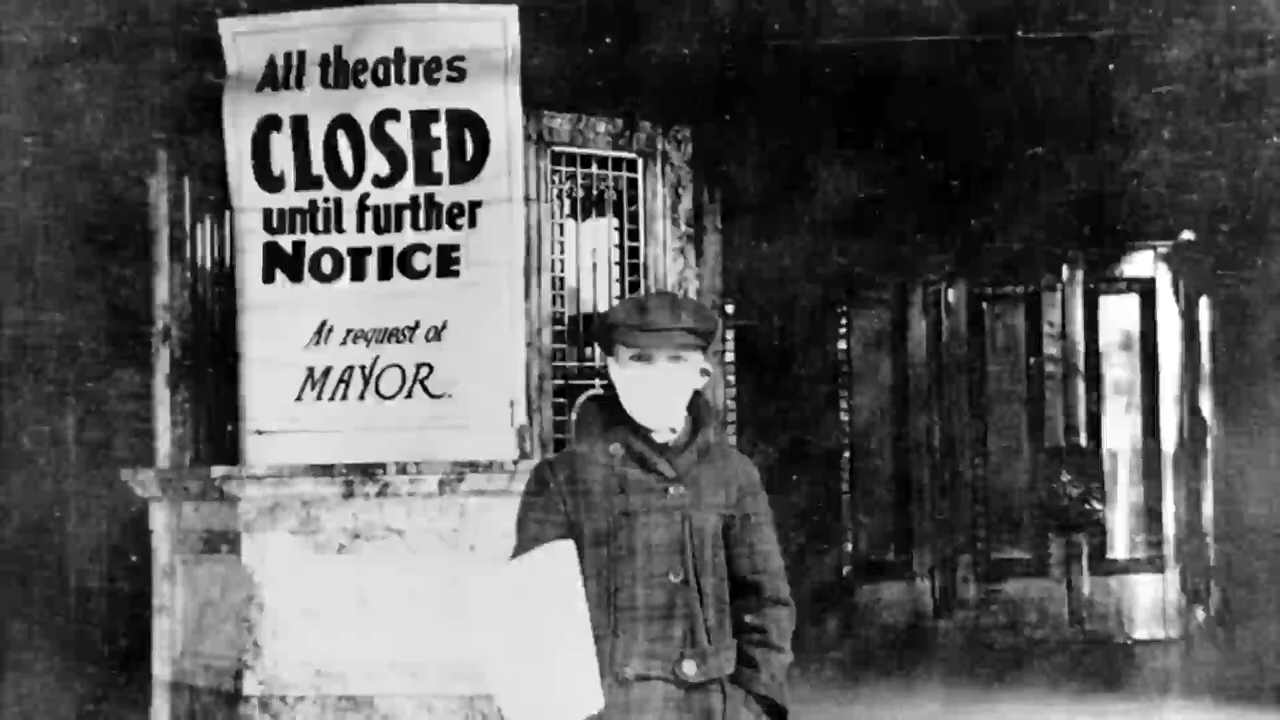 All theatres
CLOSED
until further
NOTICE
At request of
MAYOR.